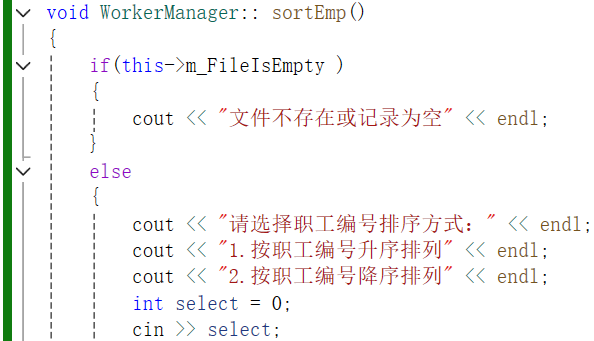 void WorkerManager:: sortEmp()
{
if(this->m_FileIsEmpty )
{
cout << "文件不存在或记录为空" << endl;
}
else
{
cout << "请选择职工编号排序方式：" << endl;
cout << "1.按职工编号升序排列" << endl;
cout << "2.按职工编号降序排列" << endl;
int select = 0;
cin >> select;